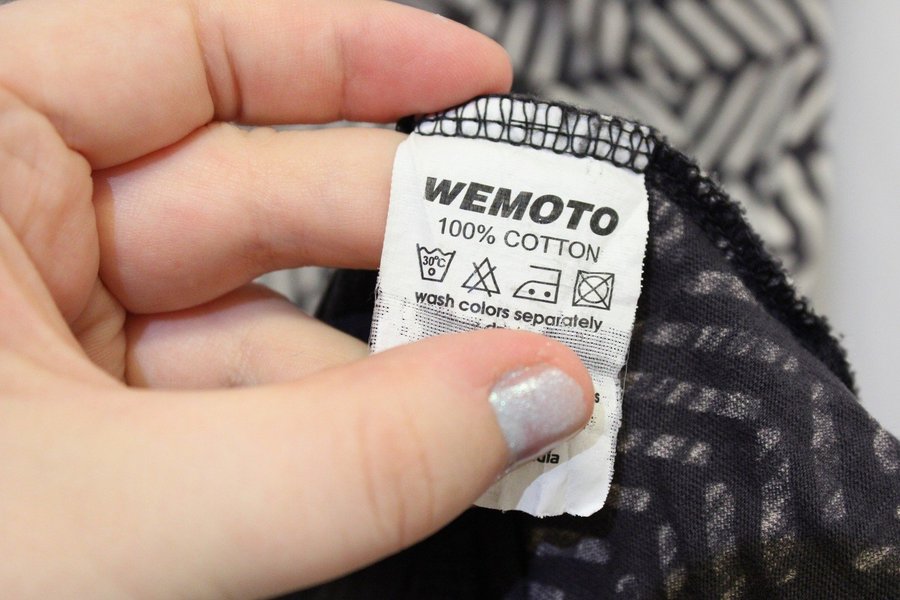 WEMOTO
100% COTTON
30°C
wash colors separately